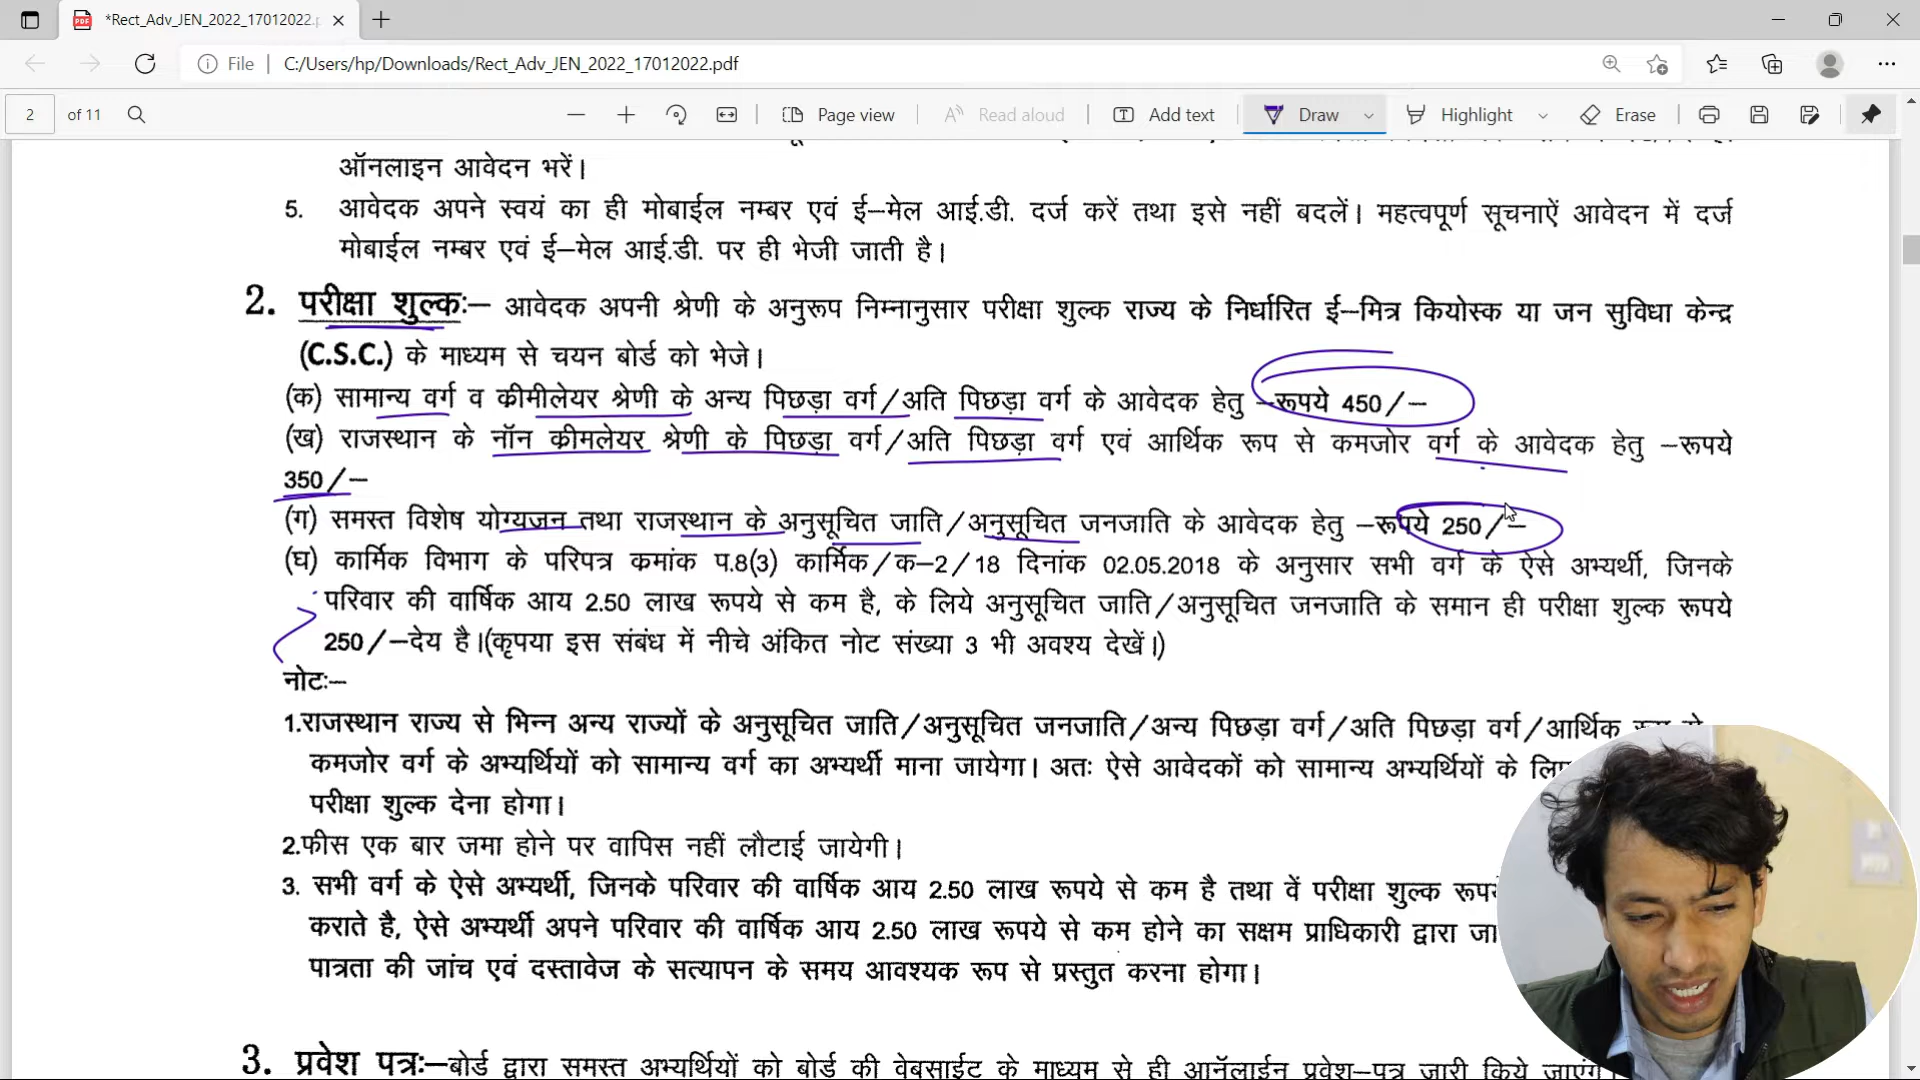 *Rect_Adv_JEN_2022_17012022.p
File C:/Users/hp/Downloads/Rect_Adv_JEN_2022_17012022.pdf
2 of 11 Page view Read aloud Add text Draw Highlight Erase
ऑनलाइन आवेदन भरें।
5. आवेदक अपने स्वयं का ही मोबाईल नम्बर एवं ई–मेल आई.डी. दर्ज करें तथा इसे नहीं बदलें। महत्वपूर्ण सूचनाऐं आवेदन में दर्ज
मोबाईल नम्बर एवं ई–मेल आई.डी. पर ही भेजी जाती है।
2. परीक्षा शुल्कः– आवेदक अपनी श्रेणी के अनुरूप निम्नानुसार परीक्षा शुल्क राज्य के निर्धारित ई–मित्र कियोस्क या जन सुविधा केन्द्र
(C.S.C.) के माध्यम से चयन बोर्ड को भेजे।
(क) सामान्य वर्ग व क्रीमीलेयर श्रेणी के अन्य पिछड़ा वर्ग/अति पिछड़ा वर्ग के आवेदक हेतु –रूपये 450/–
(ख) राजस्थान के नॉन क्रीमलेयर श्रेणी के पिछड़ा वर्ग/अति पिछड़ा वर्ग एवं आर्थिक रूप से कमजोर वर्ग के आवेदक हेतु –रूपये
350/–
(ग) समस्त विशेष योग्यजन तथा राजस्थान के अनुसूचित जाति/अनुसूचित जनजाति के आवेदक हेतु –रूपये 250/–
(घ) कार्मिक विभाग के परिपत्र कमांक प.8(3) कार्मिक/क–2/18 दिनांक 02.05.2018 के अनुसार सभी वर्ग के ऐसे अभ्यर्थी, जिनके
परिवार की वार्षिक आय 2.50 लाख रूपये से कम है, के लिये अनुसूचित जाति/अनुसूचित जनजाति के समान ही परीक्षा शुल्क रूपये
250/–देय है।(कृपया इस संबंध में नीचे अंकित नोट संख्या 3 भी अवश्य देखें।)
नोटः–
1.राजस्थान राज्य से भिन्न अन्य राज्यों के अनुसूचित जाति/अनुसूचित जनजाति/अन्य पिछड़ा वर्ग/अति पिछड़ा वर्ग/आर्थिक
कमजोर वर्ग के अभ्यर्थियों को सामान्य वर्ग का अभ्यर्थी माना जायेगा। अतः ऐसे आवेदकों को सामान्य अभ्यर्थियों के
परीक्षा शुल्क देना होगा।
2.फीस एक बार जमा होने पर वापिस नहीं लौटाई जायेगी।
3. सभी वर्ग के ऐसे अभ्यर्थी, जिनके परिवार की वार्षिक आय 2.50 लाख रूपये से कम है तथा वें परीक्षा शुल्क
कराते है, ऐसे अभ्यर्थी अपने परिवार की वार्षिक आय 2.50 लाख रूपये से कम होने का सक्षम प्राधिकारी द्वारा
पात्रता की जांच एवं दस्तावेज के सत्यापन के समय आवश्यक रूप से प्रस्तुत करना होगा।
3. प्रवेश पत्रः–बोर्ड द्वारा समस्त अभ्यर्थियों को बोर्ड की वेबसाईट के माध्यम से ही आनॅलाईन प्रवेश–पत्र जारी किये जाएंगे।